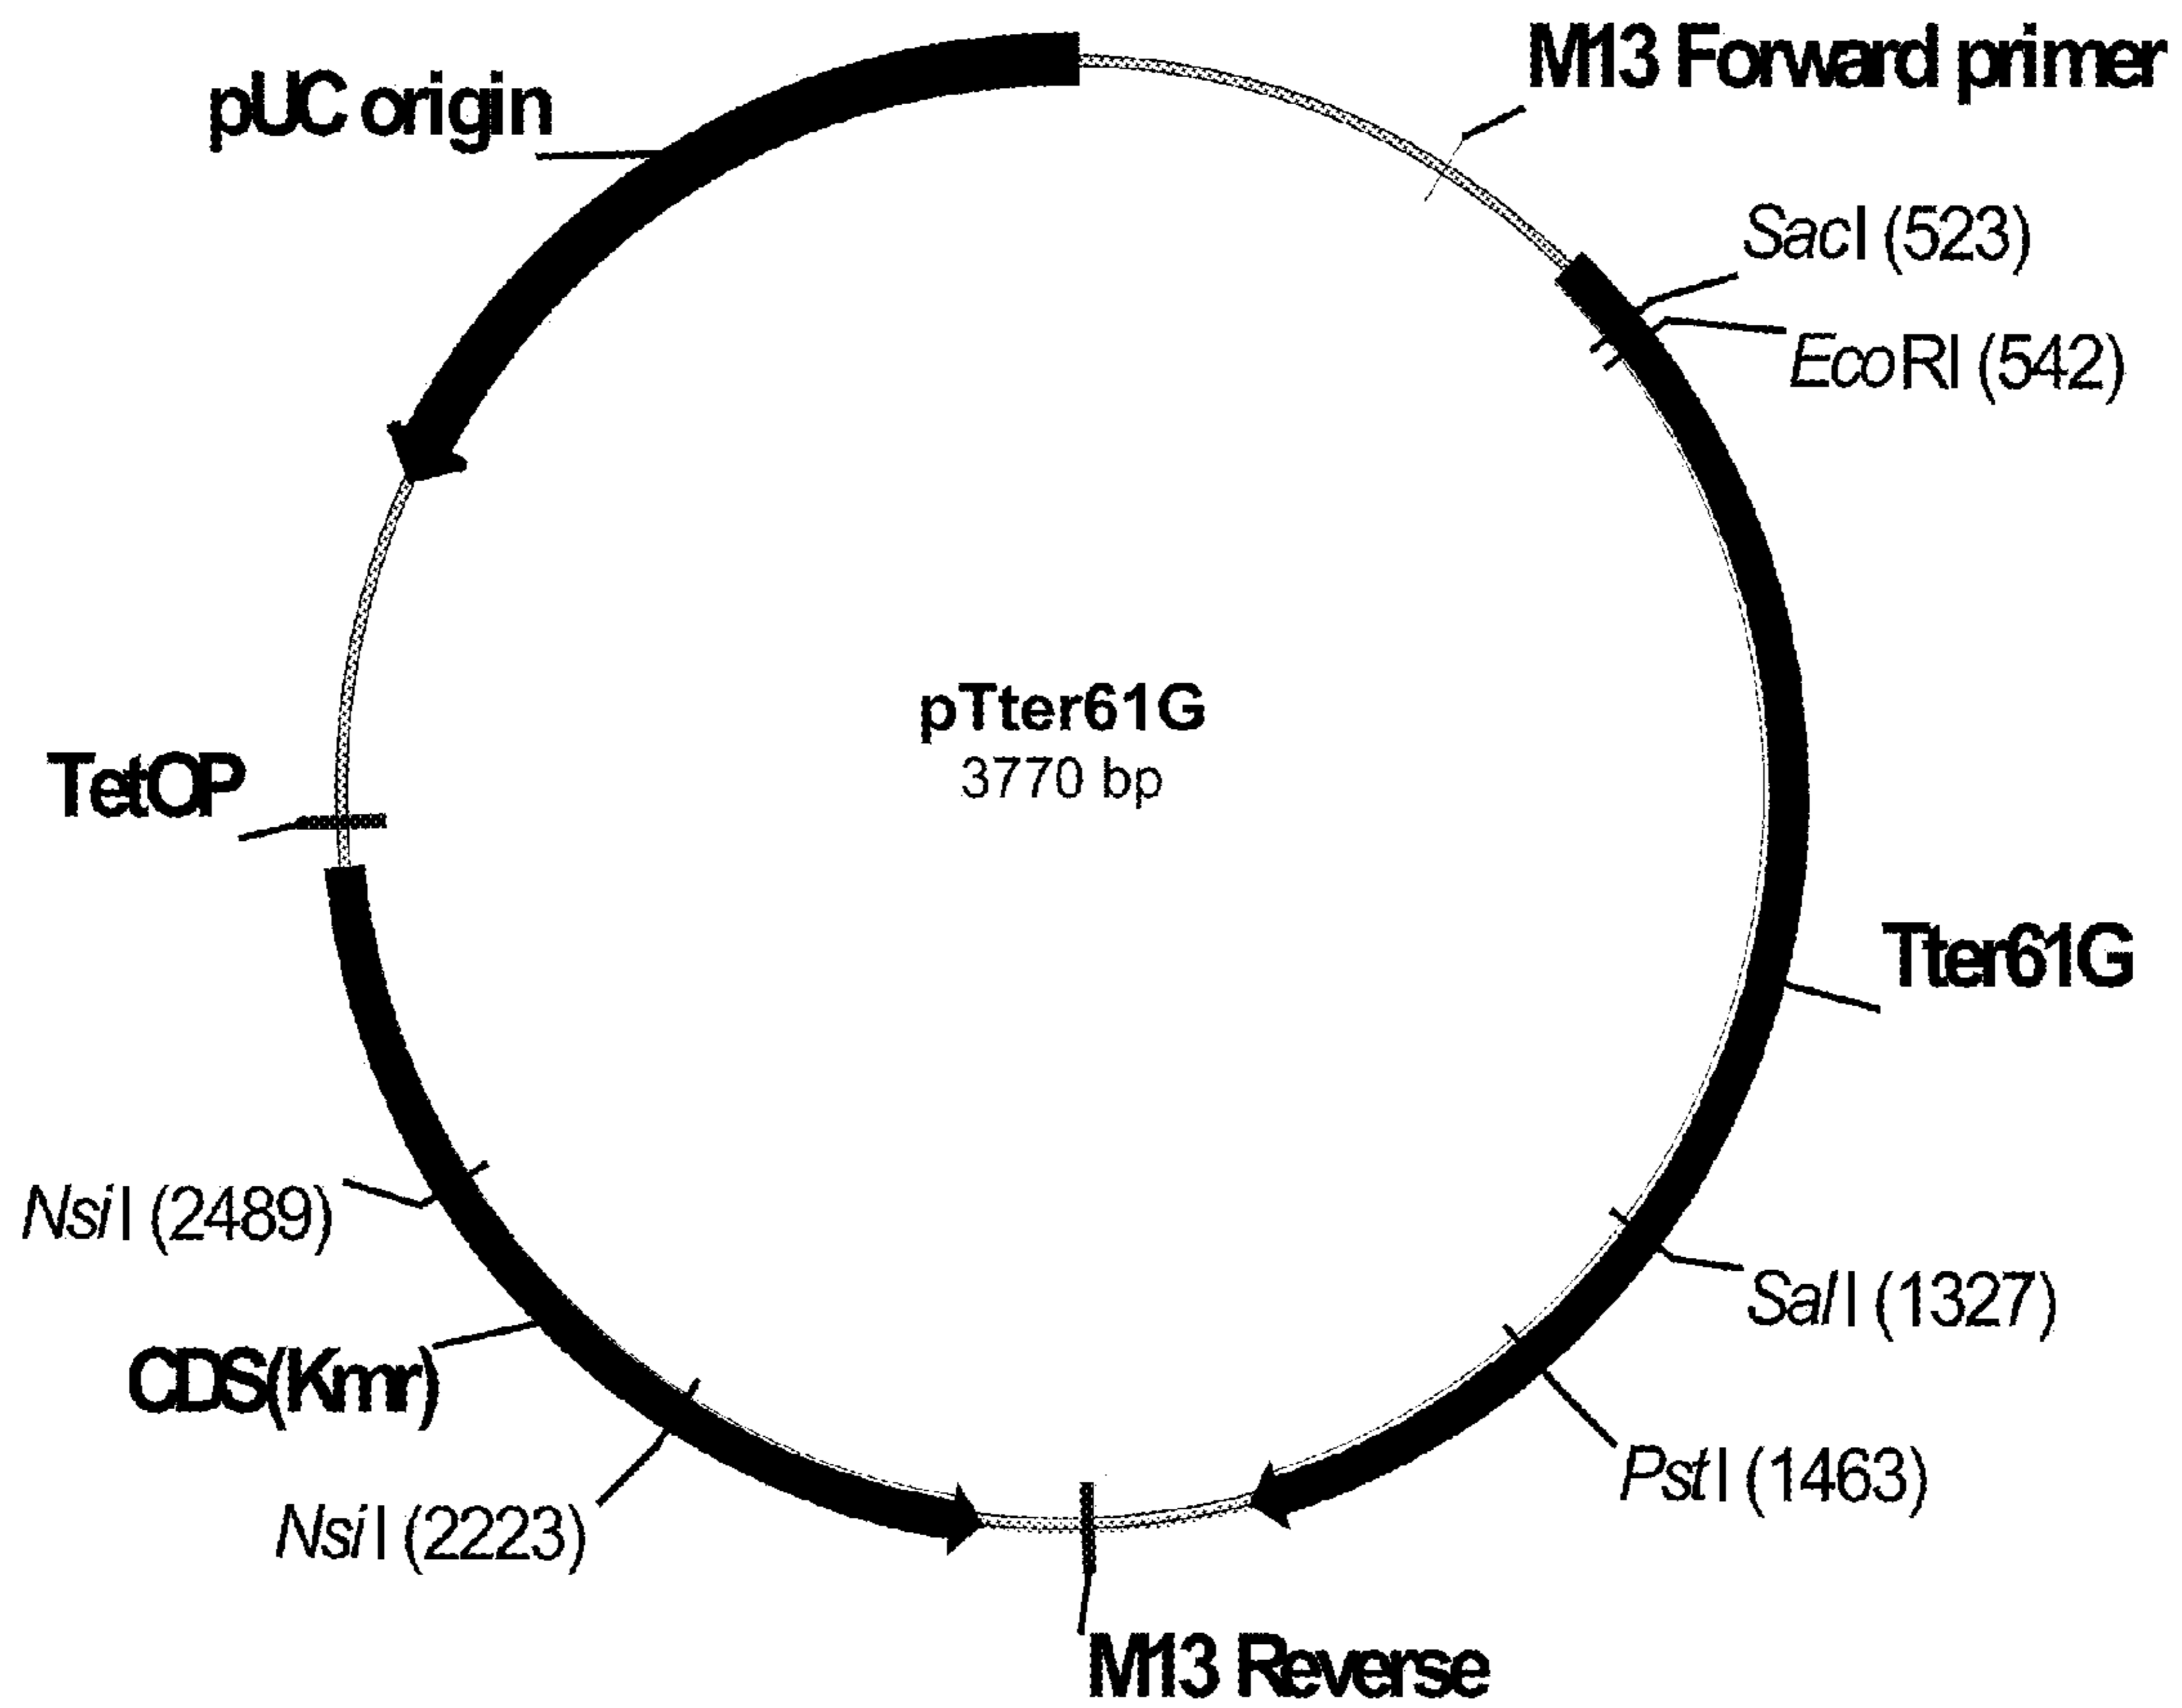 M13 Forward primer
pUC origin
SacI (523)
EcoRI (542)
pTter61G
3770 bp
TetOP
Tter61G
NsiI (2489)
SalI (1327)
CDS(Kmr)
PstI (1463)
NsiI (2223)
M13 Reverse